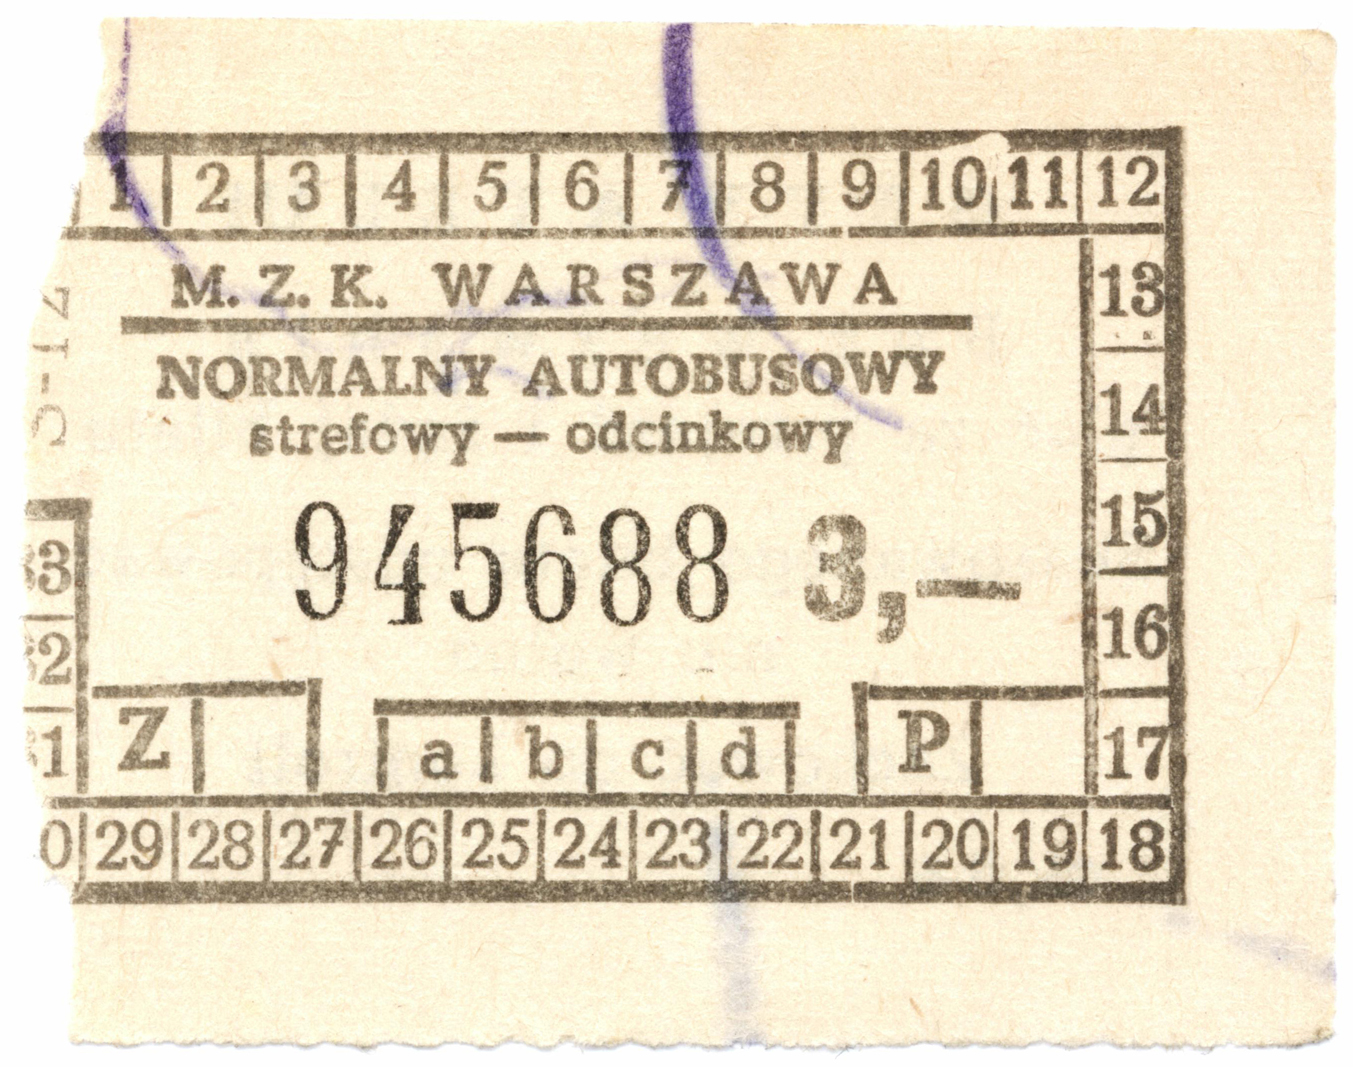 1 2 3 4 5 6 7 8 9 10 11 12
M. Z. K. WARSZAWA
NORMALNY AUTOBUSOWY
strefowy — odcinkowy
945688 3,—
Z a b c d P
13
14
15
16
17
29 28 27 26 25 24 23 22 21 20 19 18